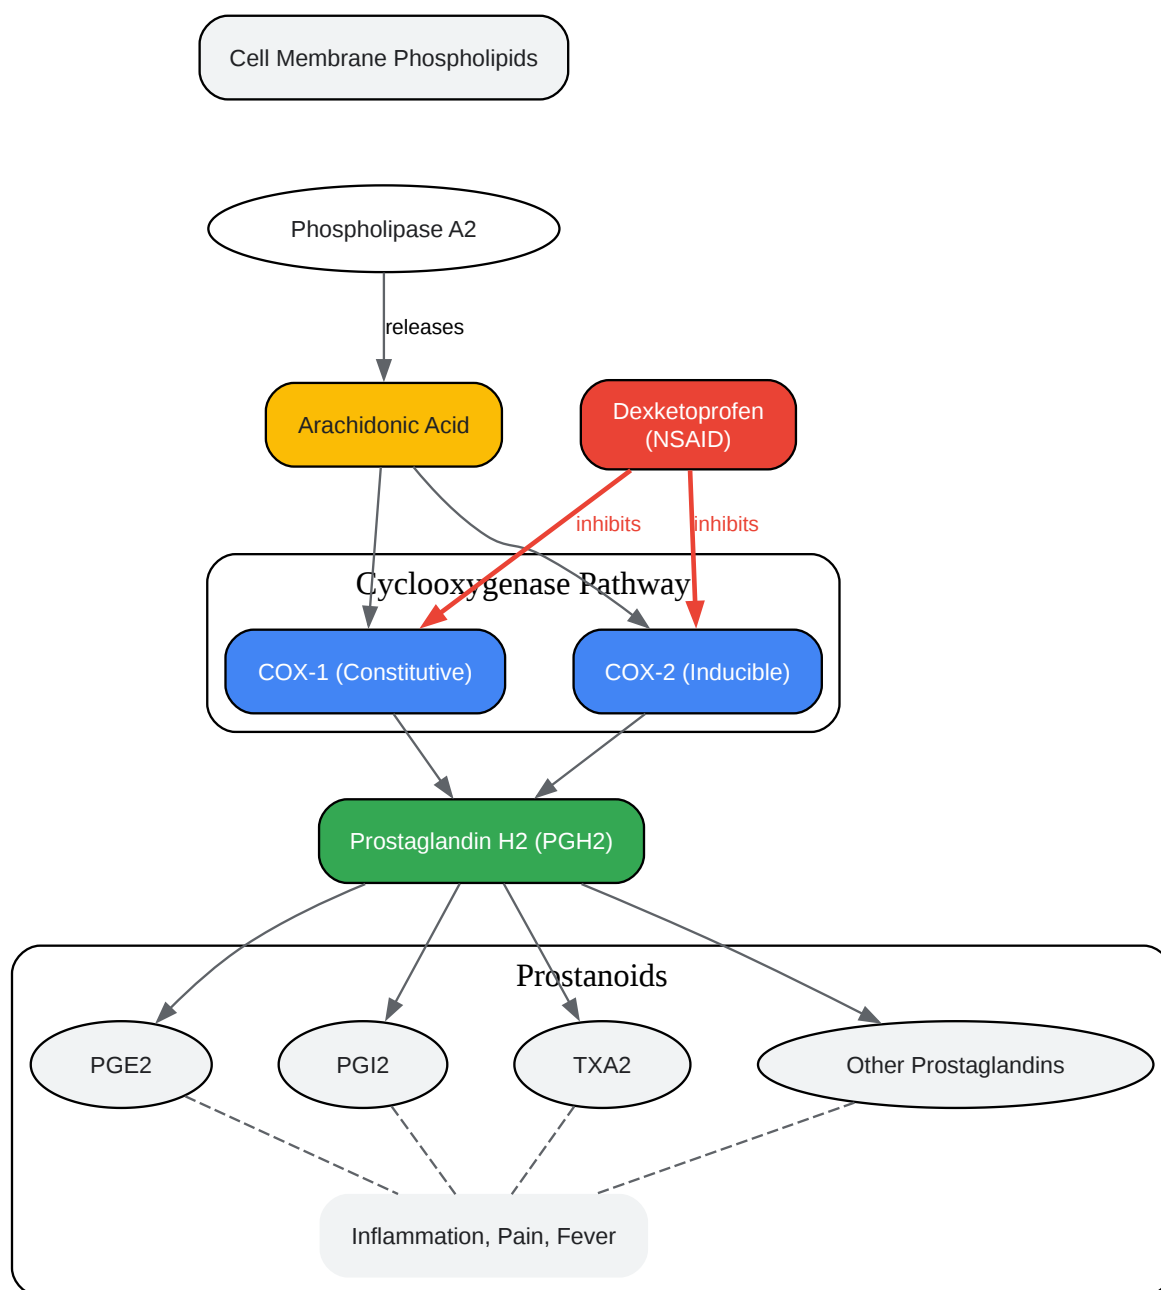 Cell Membrane Phospholipids
Phospholipase A2
releases
Arachidonic Acid
Dexketoprofen
(NSAID)
inhibits
inhibits
Cyclooxygenase Pathway
COX-1 (Constitutive)
COX-2 (Inducible)
Prostaglandin H2 (PGH2)
Prostanoids
PGE2
PGI2
TXA2
Other Prostaglandins
Inflammation, Pain, Fever